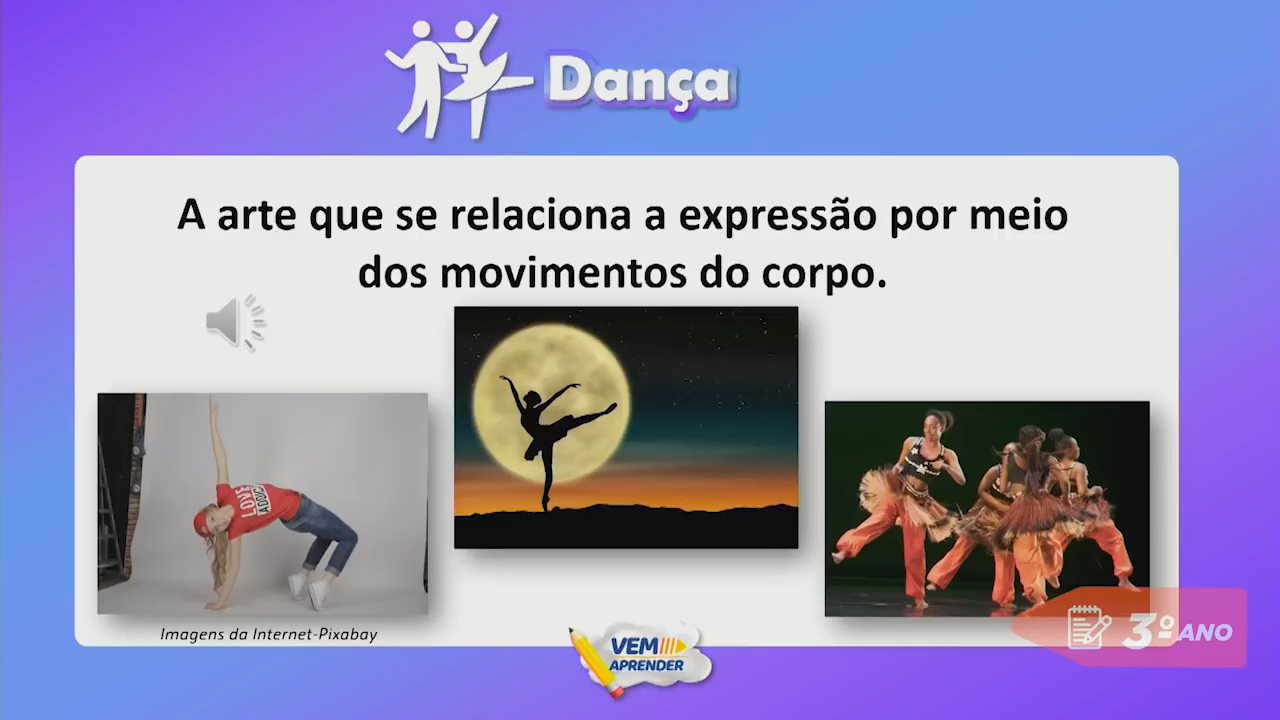 Dança
A arte que se relaciona a expressão por meio
dos movimentos do corpo.
LOVE
ADDICT
Imagens da Internet-Pixabay
VEM
APRENDER
3º ANO